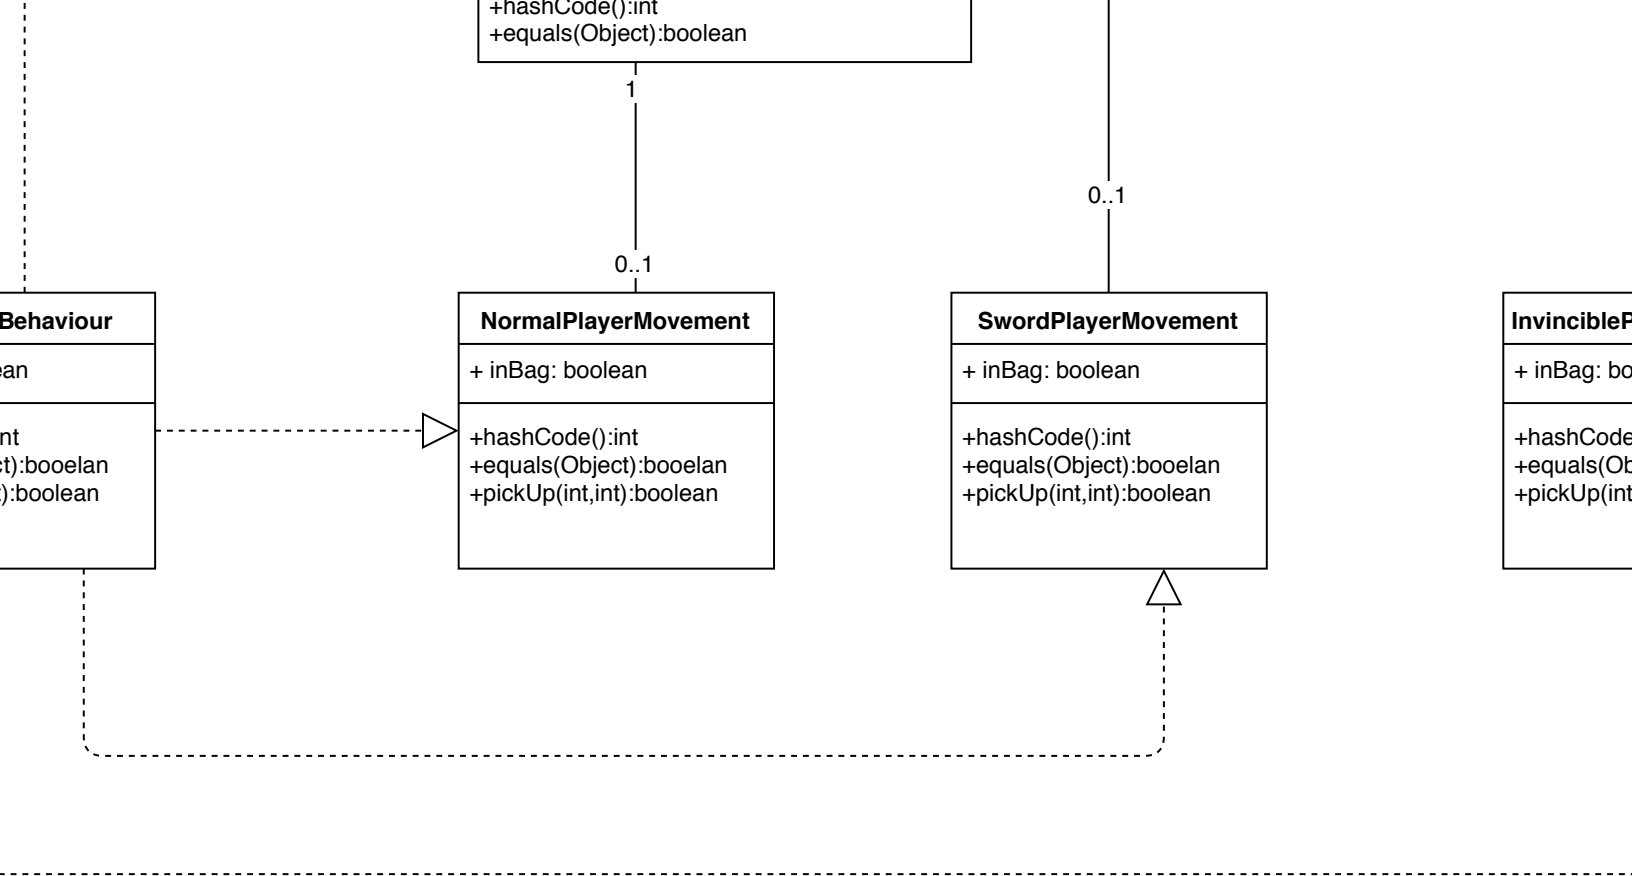 +hashCode():int
+equals(Object):boolean
1
0..1
0..1
Behaviour
ean
nt
ct):booelan
t):boolean
NormalPlayerMovement
+ inBag: boolean
+hashCode():int
+equals(Object):booelan
+pickUp(int,int):boolean
SwordPlayerMovement
+ inBag: boolean
+hashCode():int
+equals(Object):booelan
+pickUp(int,int):boolean
InvincibleP
+ inBag: bo
+hashCode
+equals(Ob
+pickUp(int